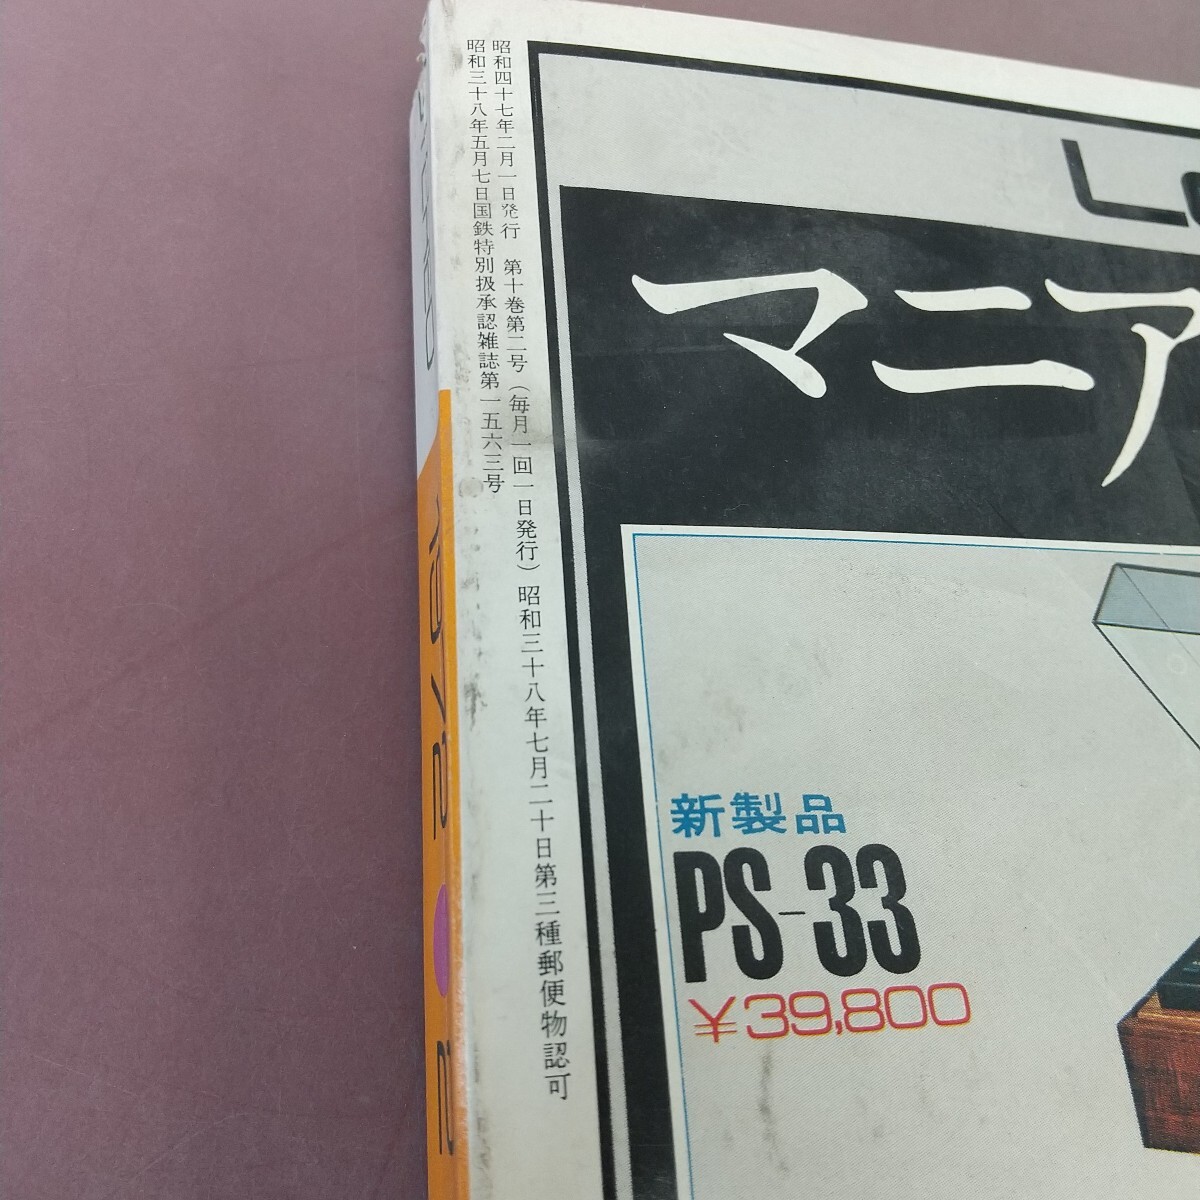 昭和四十七年二月一日発行　第十巻第二号（毎月一回一日発行）昭和三十八年七月二十日第三種郵便物認可
昭和三十八年五月七日国鉄特別扱承認雑誌第一五六三号
マニア
新製品
PS-33
¥39,800